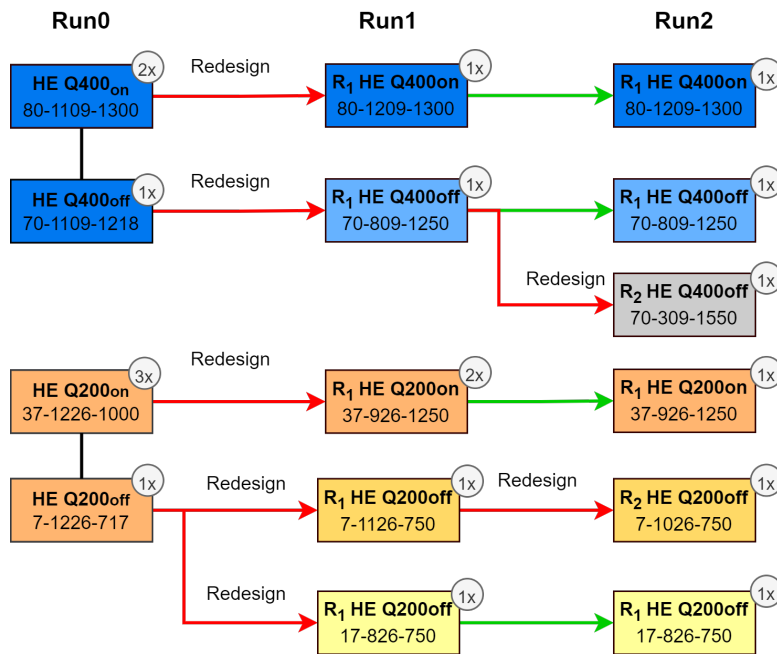 Run0 Run1 Run2
HE Q400on 2x Redesign R1 HE Q400on 1x R1 HE Q400on 1x
80-1109-1300 80-1209-1300 80-1209-1300
HE Q400off 1x Redesign R1 HE Q400off 1x R1 HE Q400off 1x
70-1109-1218 70-809-1250 70-809-1250
Redesign R2 HE Q400off 1x
70-309-1550
HE Q200on 3x Redesign R1 HE Q200on 2x R1 HE Q200on 1x
37-1226-1000 37-926-1250 37-926-1250
HE Q200off 1x Redesign R1 HE Q200off 1x Redesign R2 HE Q200off 1x
7-1226-717 7-1126-750 7-1026-750
Redesign R1 HE Q200off 1x R1 HE Q200off 1x
17-826-750 17-826-750